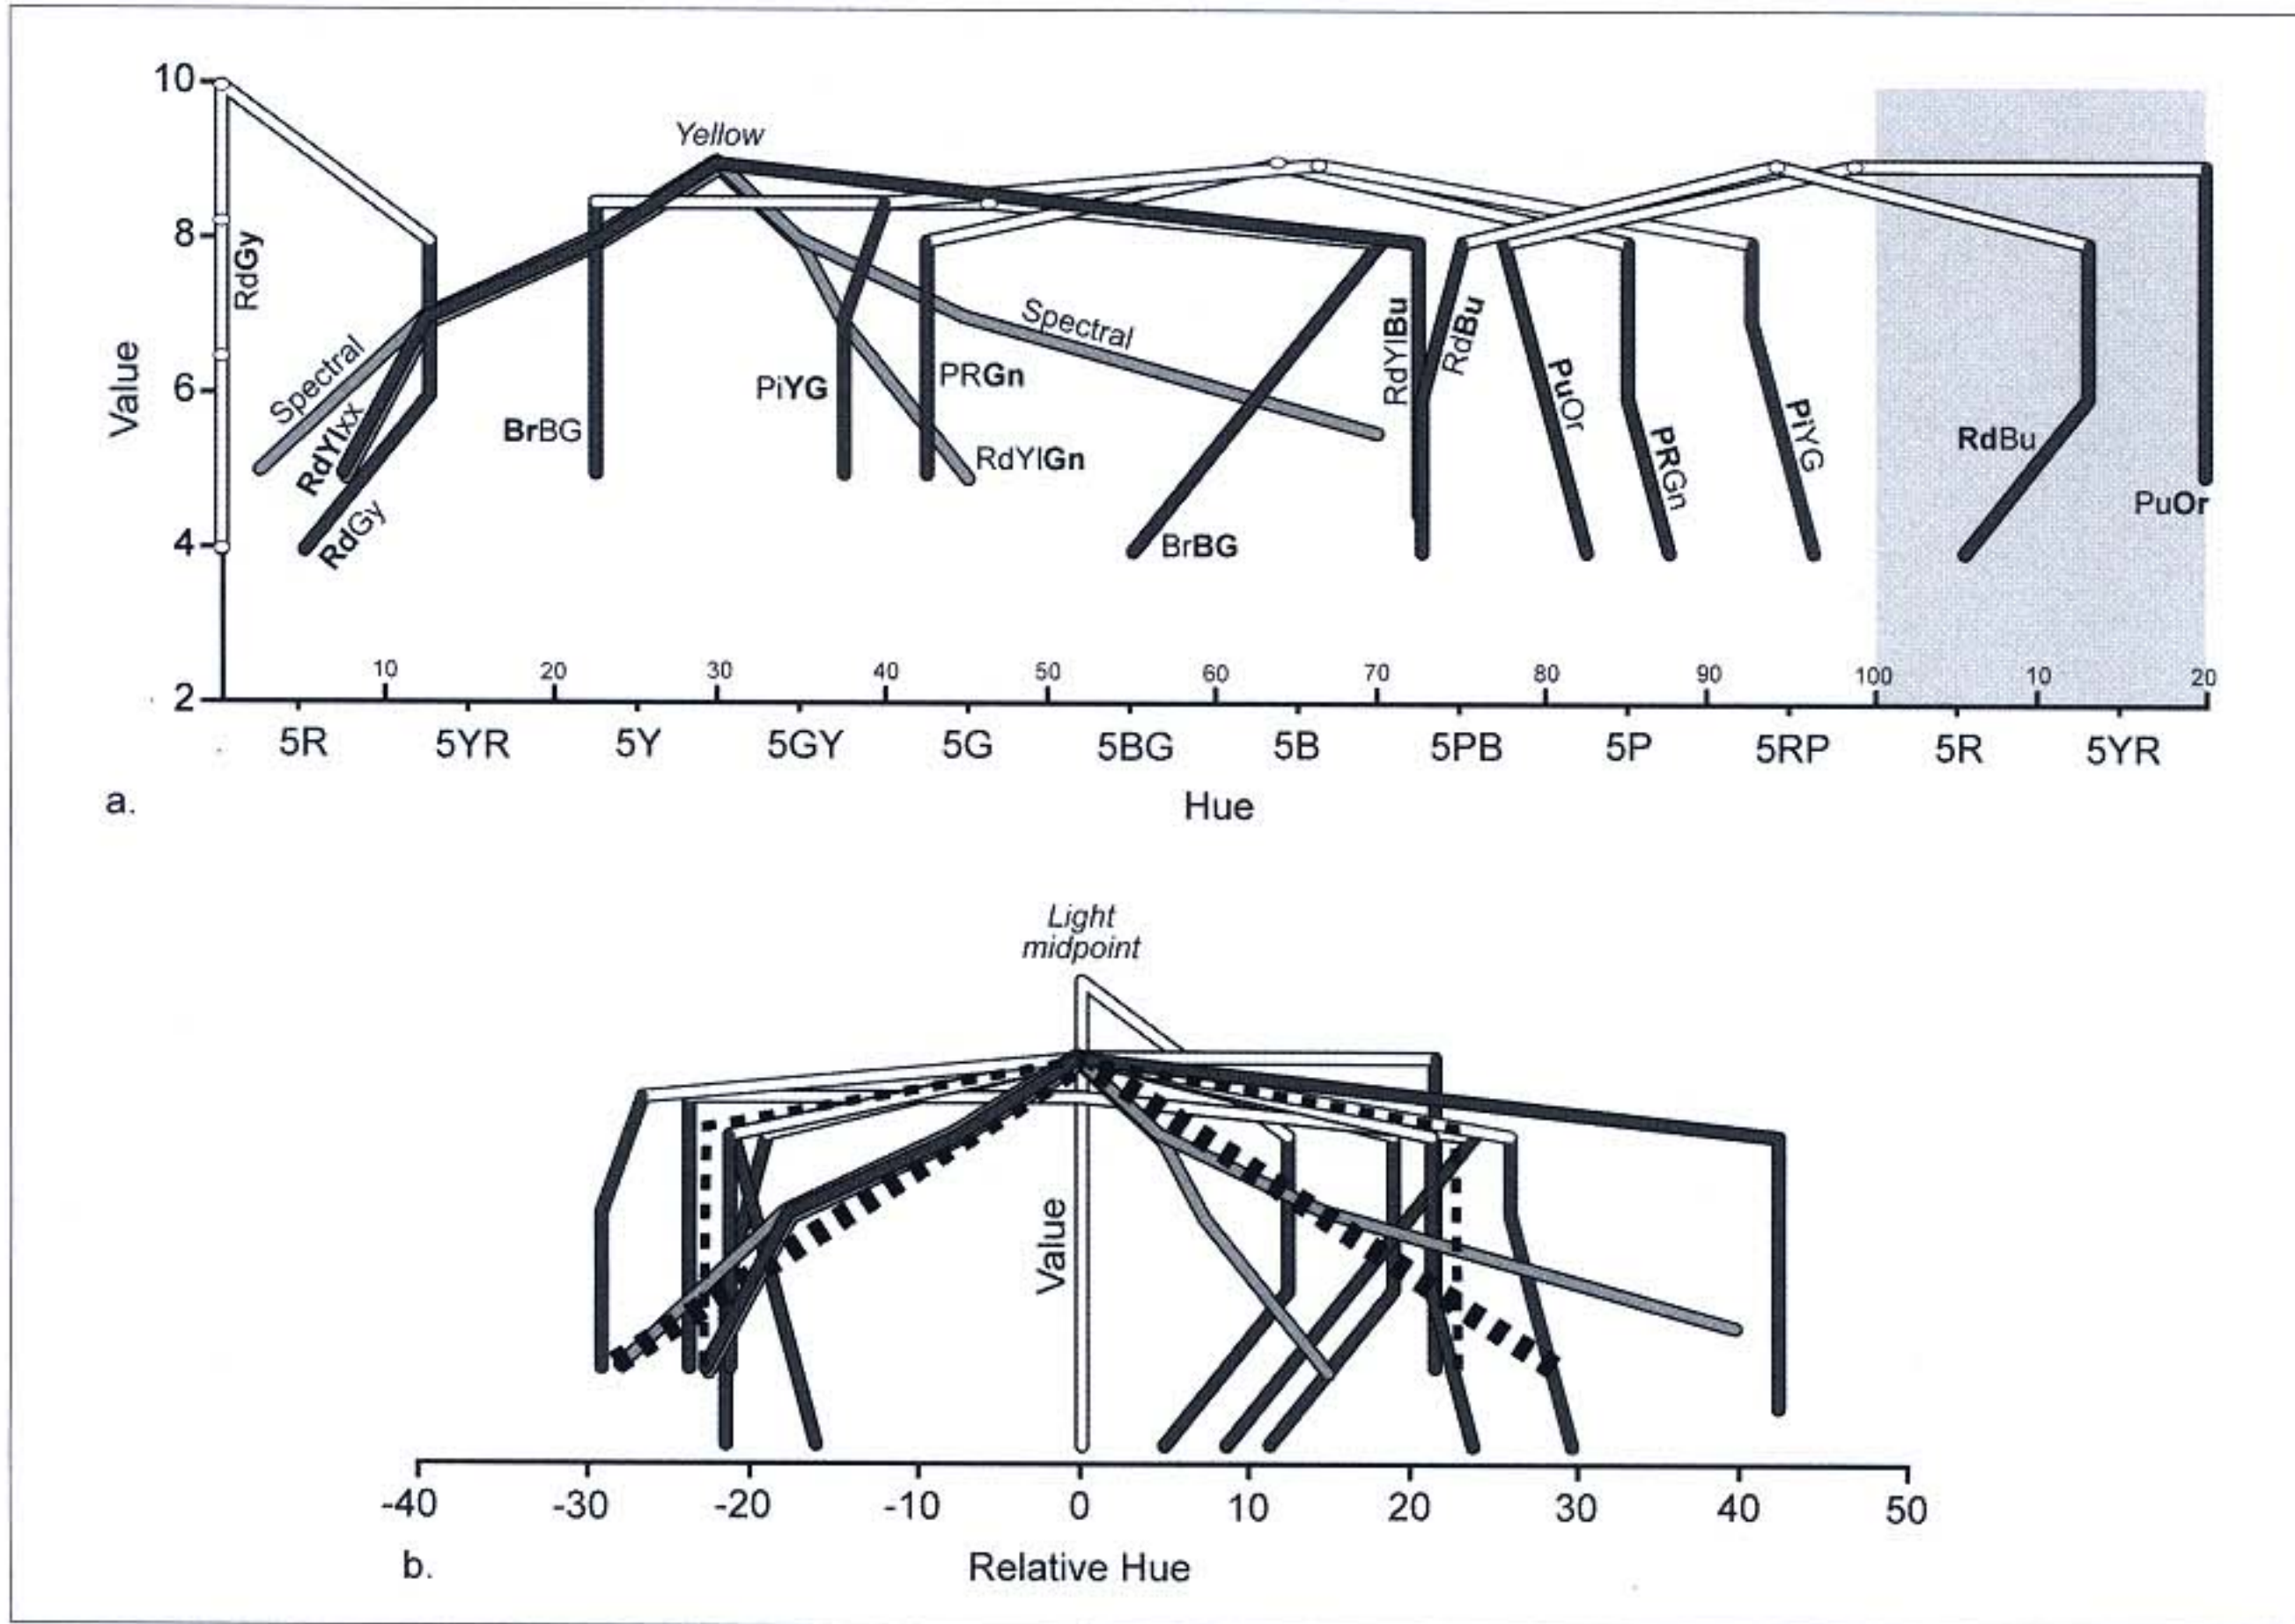 10
8
6
4
2
Value
Yellow
RdGy
Spectral
RdYlxx
RdGy
BrBG
PiYG
PRGn
RdYlGn
Spectral
BrBG
RdYlBu
RdBu
PuOr
PRGn
PiYG
RdBu
PuOr
10 20 30 40 50 60 70 80 90 100 10 20
5R 5YR 5Y 5GY 5G 5BG 5B 5PB 5P 5RP 5R 5YR
a.
Hue
Light
midpoint
Value
-40 -30 -20 -10 0 10 20 30 40 50
b.
Relative Hue